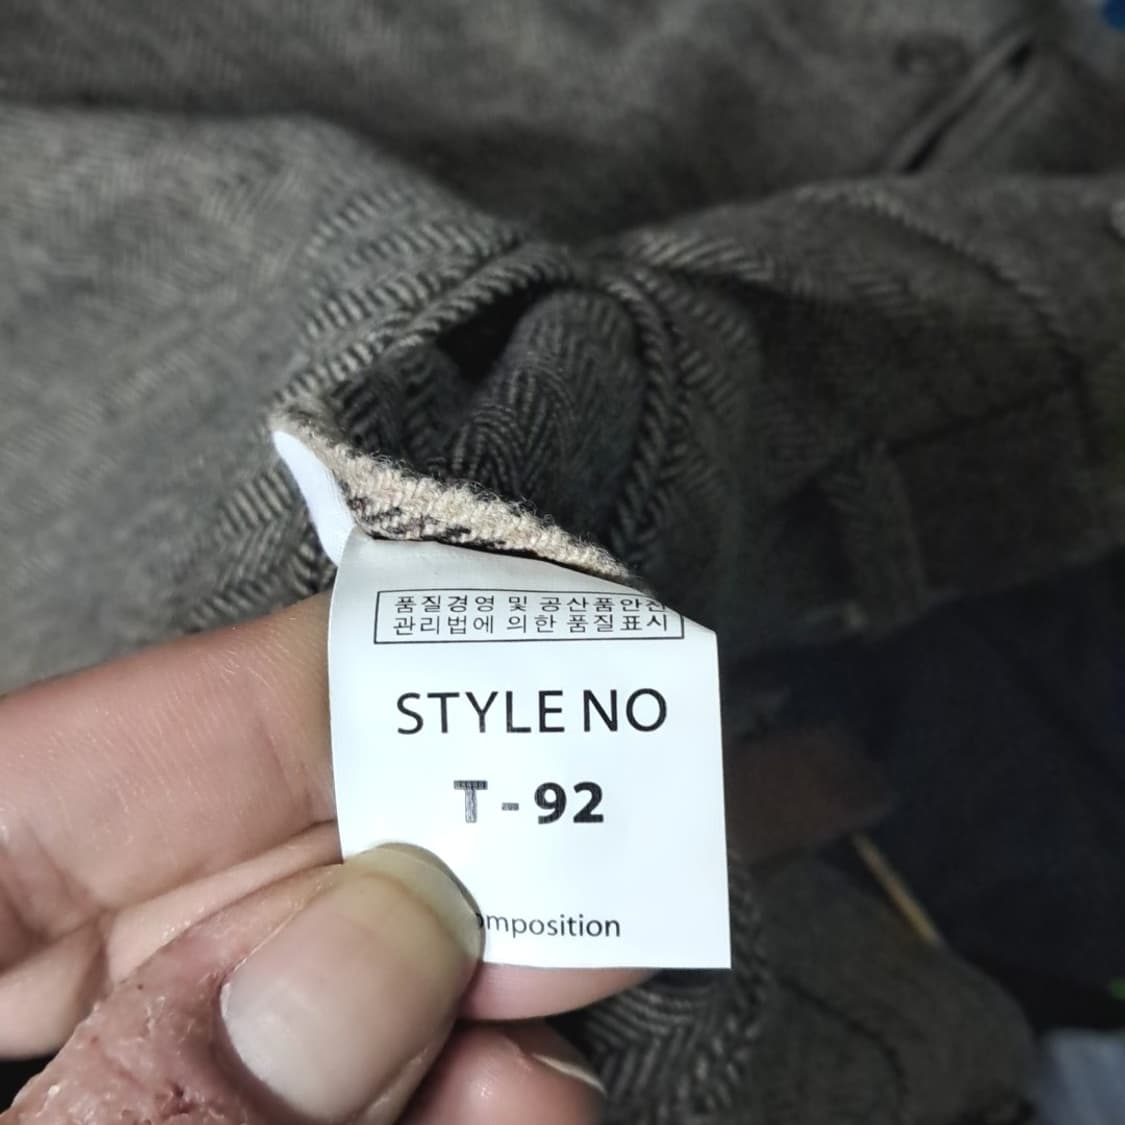 품질경영 및 공산품안전
관리법에 의한 품질표시
STYLE NO
T - 92
omposition